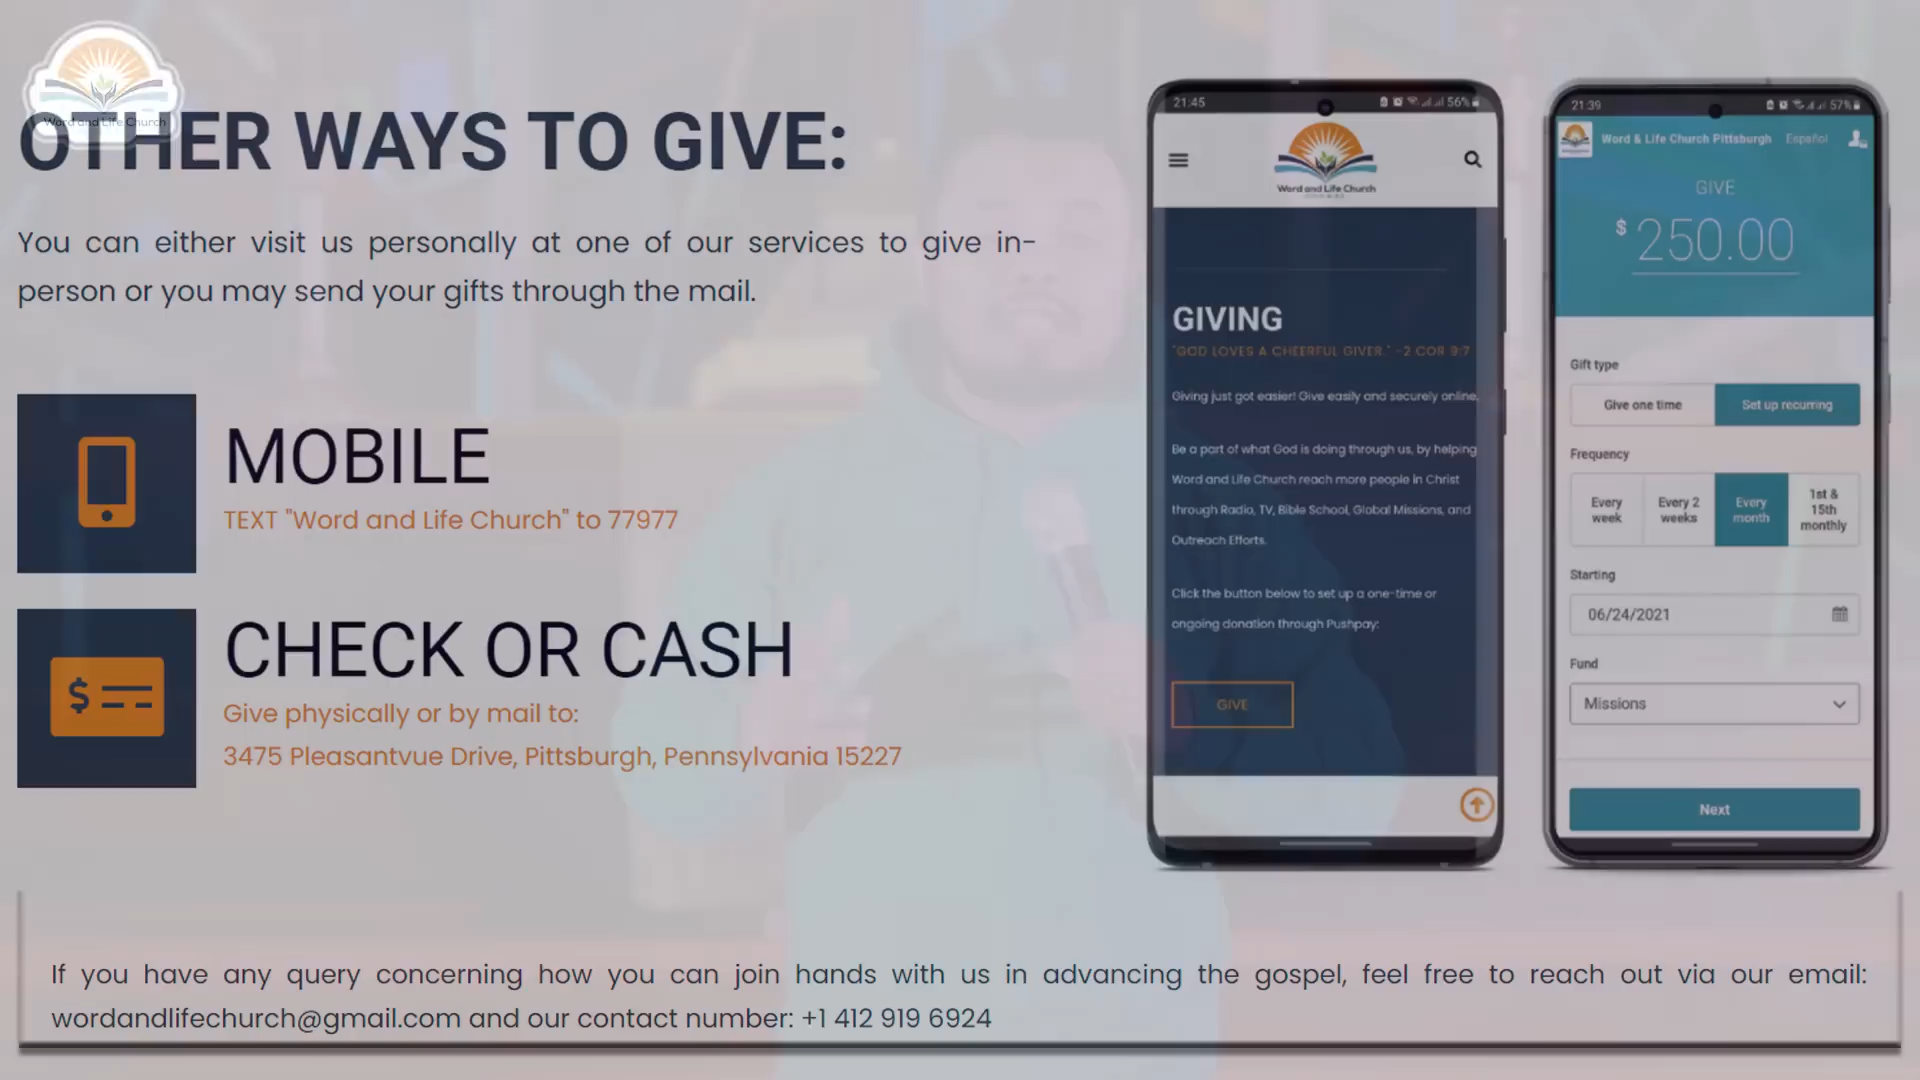 Word and Life Church
OTHER WAYS TO GIVE:
You can either visit us personally at one of our services to give in-
person or you may send your gifts through the mail.
MOBILE
TEXT "Word and Life Church" to 77977
CHECK OR CASH
Give physically or by mail to:
3475 Pleasantvue Drive, Pittsburgh, Pennsylvania 15227
21:45
56%
Word and Life Church
GIVING
"GOD LOVES A CHEERFUL GIVER." -2 COR 9:7
Giving just got easier! Give easily and securely online.
Be a part of what God is doing through us, by helping
Word and Life Church reach more people in Christ
through Radio, TV, Bible School, Global Missions, and
Outreach Efforts.
Click the button below to set up a one-time or
ongoing donation through Pushpay:
GIVE
21:39
57%
Word & Life Church Pittsburgh Español
GIVE
$ 250.00
Gift type
Give one time Set up recurring
Frequency
Every week Every 2 weeks Every month 1st & 15th monthly
Starting
06/24/2021
Fund
Missions
Next
If you have any query concerning how you can join hands with us in advancing the gospel, feel free to reach out via our email:
wordandlifechurch@gmail.com and our contact number: +1 412 919 6924